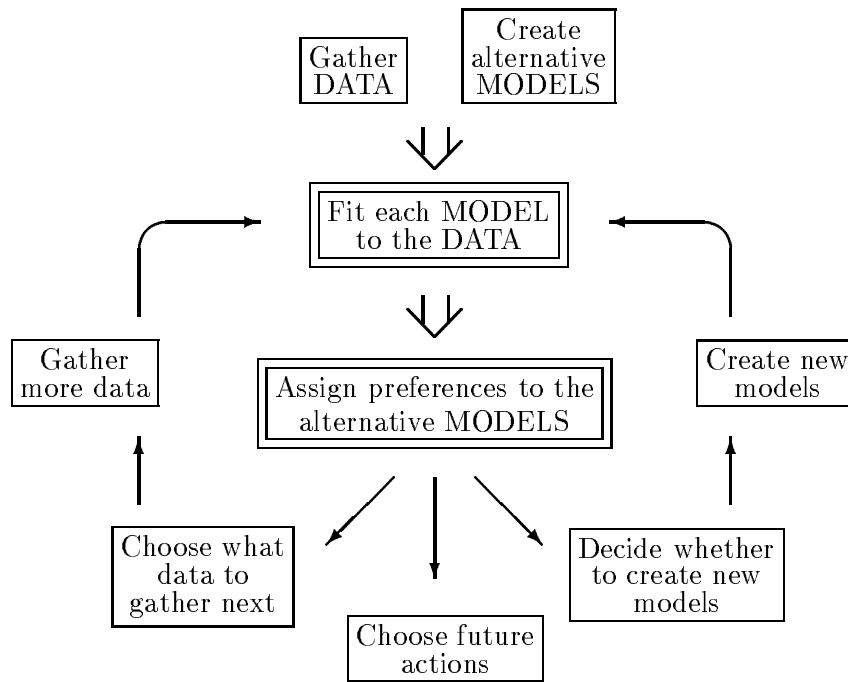 Gather
DATA
Create
alternative
MODELS
Fit each MODEL
to the DATA
Gather
more data
Assign preferences to the
alternative MODELS
Create new
models
Choose what
data to
gather next
Choose future
actions
Decide whether
to create new
models